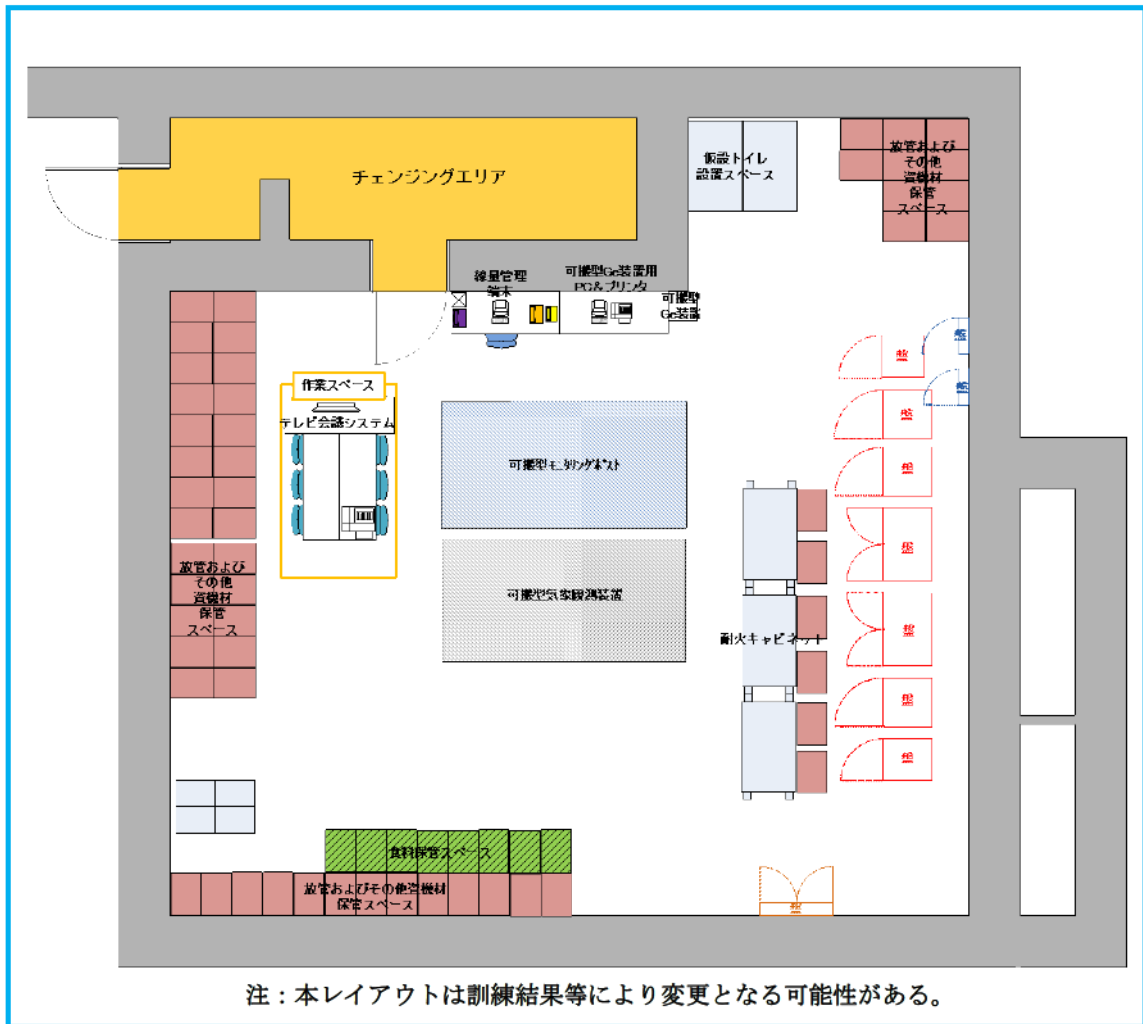 チェンジングエリア
仮設トイレ
設置スペース
放管および
その他
資機材
保管
スペース
線量管理
端末
可搬型Ge装置用
PC&プリンタ
可搬型
Ge装置
盤
盤
盤
作業スペース
テレビ会議システム
盤
盤
可搬型モニタリングポスト
盤
放管および
その他
資機材
保管
スペース
可搬型気象観測装置
耐火キャビネット
盤
盤
盤
食料保管スペース
放管およびその他資機材
保管スペース
盤
注：本レイアウトは訓練結果等により変更となる可能性がある。